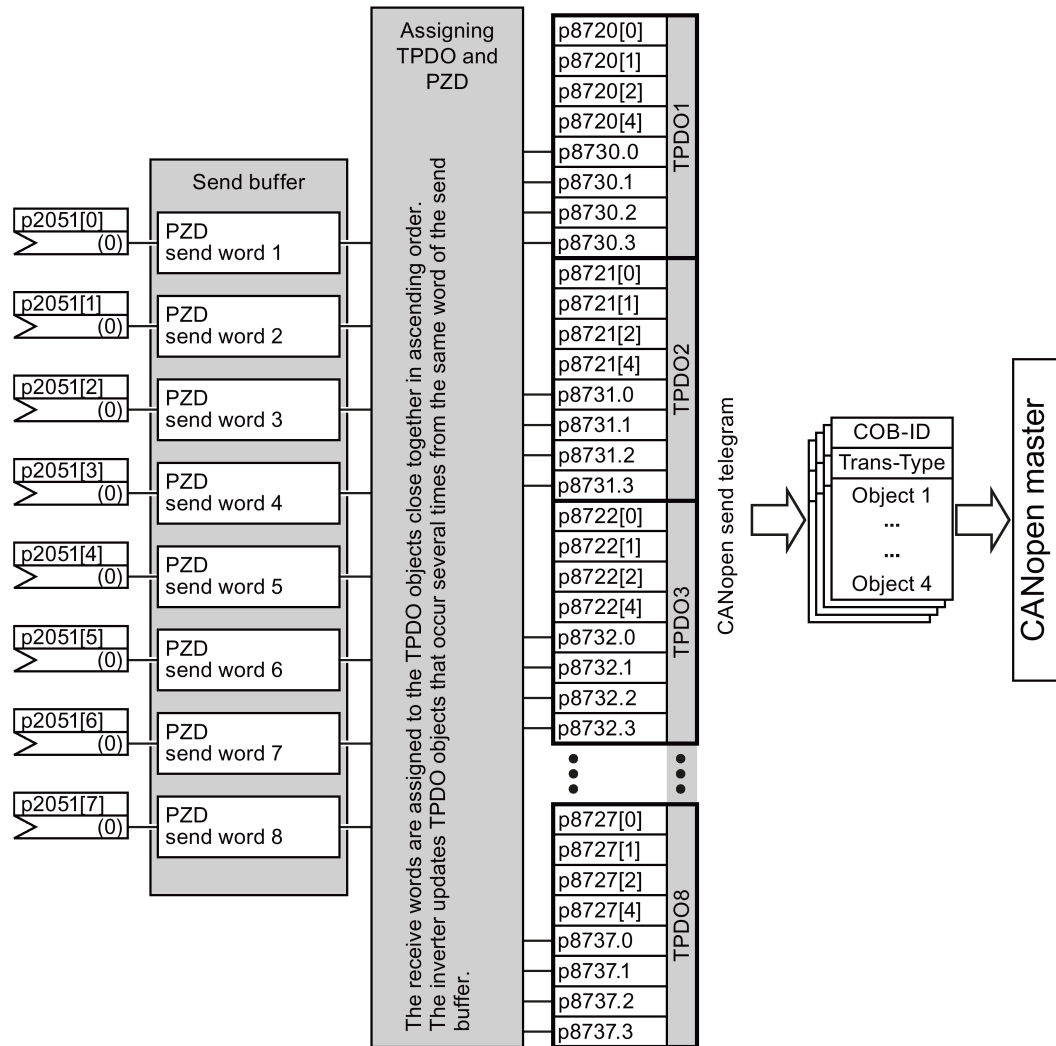 p2051[0]
(0)
p2051[1]
(0)
p2051[2]
(0)
p2051[3]
(0)
p2051[4]
(0)
p2051[5]
(0)
p2051[6]
(0)
p2051[7]
(0)
Send buffer
PZD
send word 1
PZD
send word 2
PZD
send word 3
PZD
send word 4
PZD
send word 5
PZD
send word 6
PZD
send word 7
PZD
send word 8
Assigning
TPDO and
PZD
The receive words are assigned to the TPDO objects close together in ascending order.
The inverter updates TPDO objects that occur several times from the same word of the send
buffer.
p8720[0]
p8720[1]
p8720[2]
p8720[4]
p8730.0
p8730.1
p8730.2
p8730.3
TPDO1
p8721[0]
p8721[1]
p8721[2]
p8721[4]
p8731.0
p8731.1
p8731.2
p8731.3
TPDO2
p8722[0]
p8722[1]
p8722[2]
p8722[4]
p8732.0
p8732.1
p8732.2
p8732.3
TPDO3
p8727[0]
p8727[1]
p8727[2]
p8727[4]
p8737.0
p8737.1
p8737.2
p8737.3
TPDO8
CANopen send telegram
COB-ID
Trans-Type
Object 1
...
...
Object 4
CANopen master